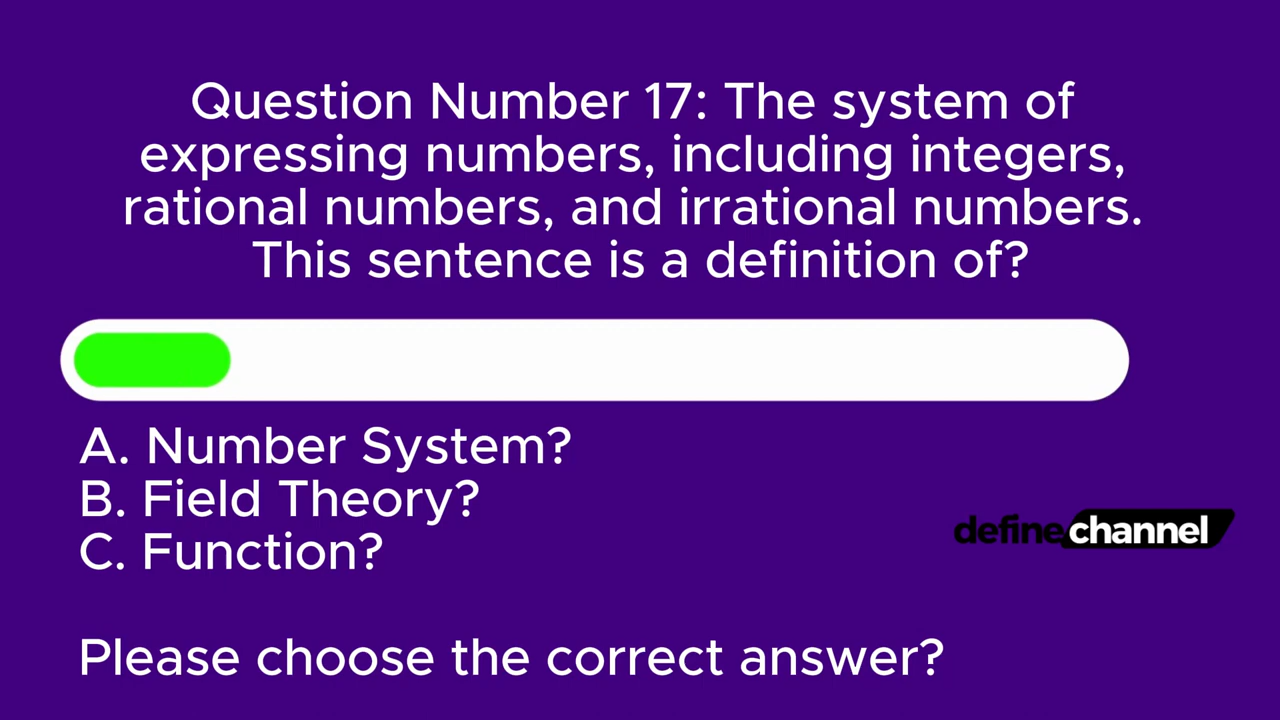 Question Number 17: The system of
expressing numbers, including integers,
rational numbers, and irrational numbers.
This sentence is a definition of?
A. Number System?
B. Field Theory?
C. Function?
definechannel
Please choose the correct answer?